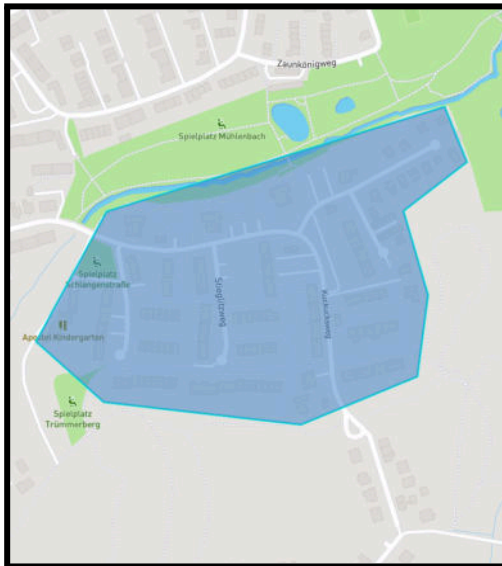 Zaunkönigweg
Spielplatz Mühlenbach
Spielplatz
Schlangenstraße
Stieglitzweg
Kuckucksweg
Apostel Kindergarten
Spielplatz
Trümmerberg